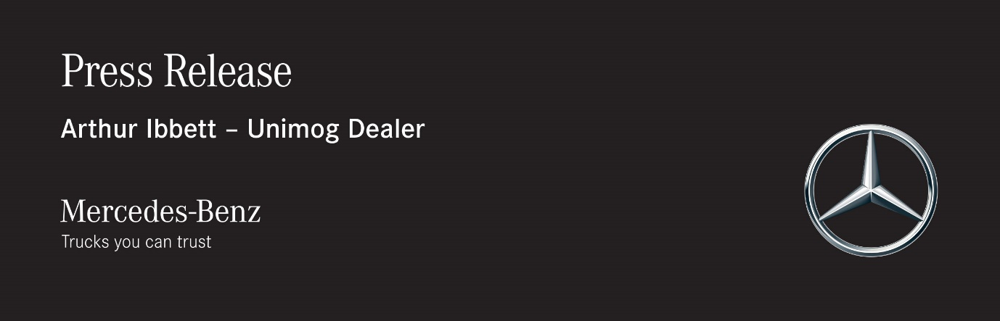 Press Release
Arthur Ibbett – Unimog Dealer
Mercedes-Benz
Trucks you can trust